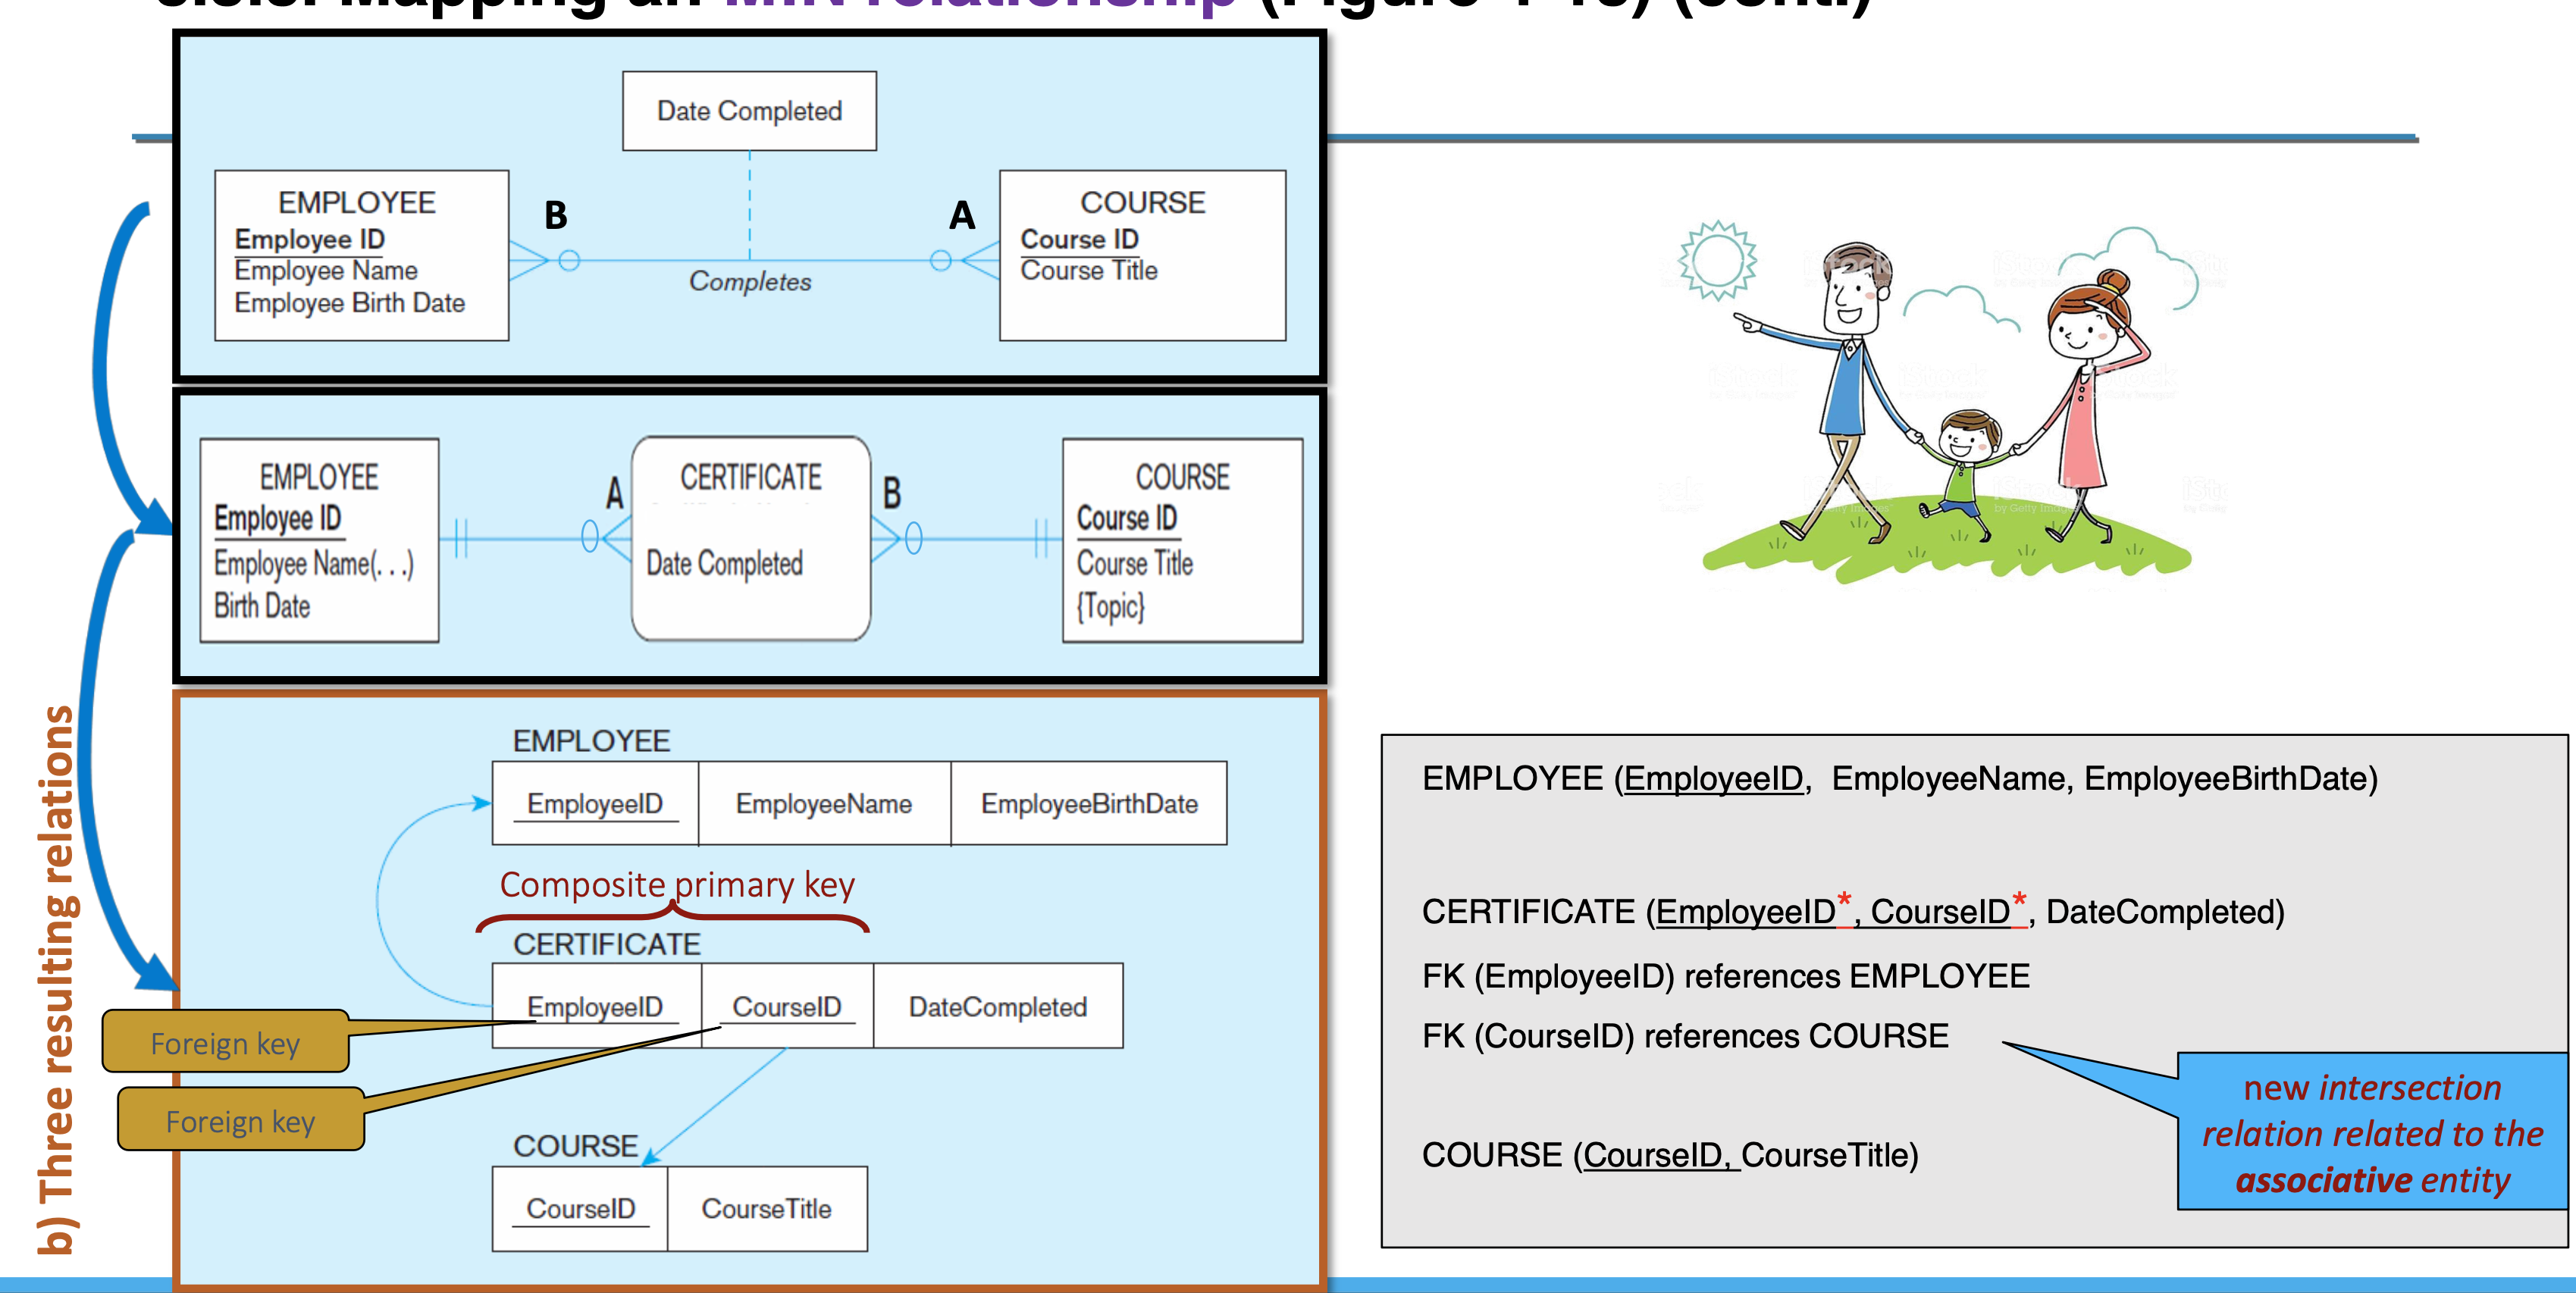 Mapping an M:N relationship (Figure 4-13) (cont.)
Date Completed
EMPLOYEE
Employee ID
Employee Name
Employee Birth Date
B
Completes
A
COURSE
Course ID
Course Title
EMPLOYEE
Employee ID
Employee Name(. . .)
Birth Date
A
CERTIFICATE
Date Completed
B
COURSE
Course ID
Course Title
{Topic}
b) Three resulting relations
EMPLOYEE
EmployeeID EmployeeName EmployeeBirthDate
Composite primary key
CERTIFICATE
EmployeeID CourseID DateCompleted
Foreign key
Foreign key
COURSE
CourseID CourseTitle
iStock
by Getty Images
EMPLOYEE (EmployeeID, EmployeeName, EmployeeBirthDate)
CERTIFICATE (EmployeeID*, CourseID*, DateCompleted)
FK (EmployeeID) references EMPLOYEE
FK (CourseID) references COURSE
COURSE (CourseID, CourseTitle)
new intersection
relation related to the
associative entity